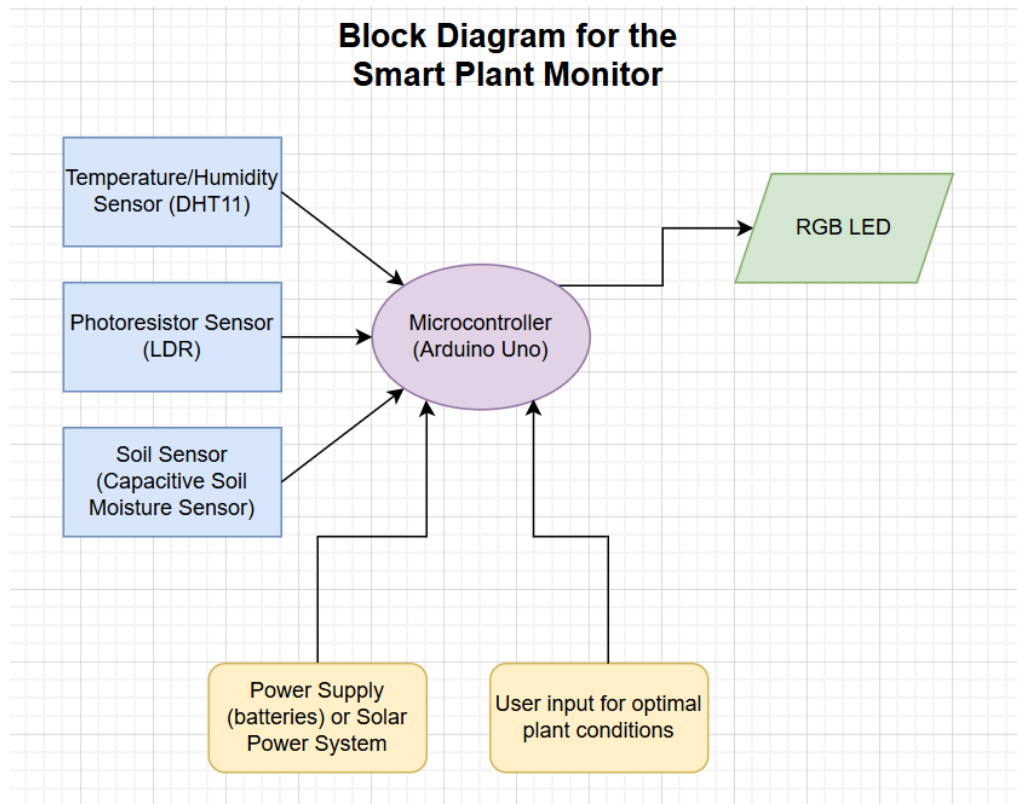 Block Diagram for the
Smart Plant Monitor
Temperature/Humidity
Sensor (DHT11)
RGB LED
Photoresistor Sensor
(LDR)
Microcontroller
(Arduino Uno)
Soil Sensor
(Capacitive Soil
Moisture Sensor)
Power Supply
(batteries) or Solar
Power System
User input for optimal
plant conditions